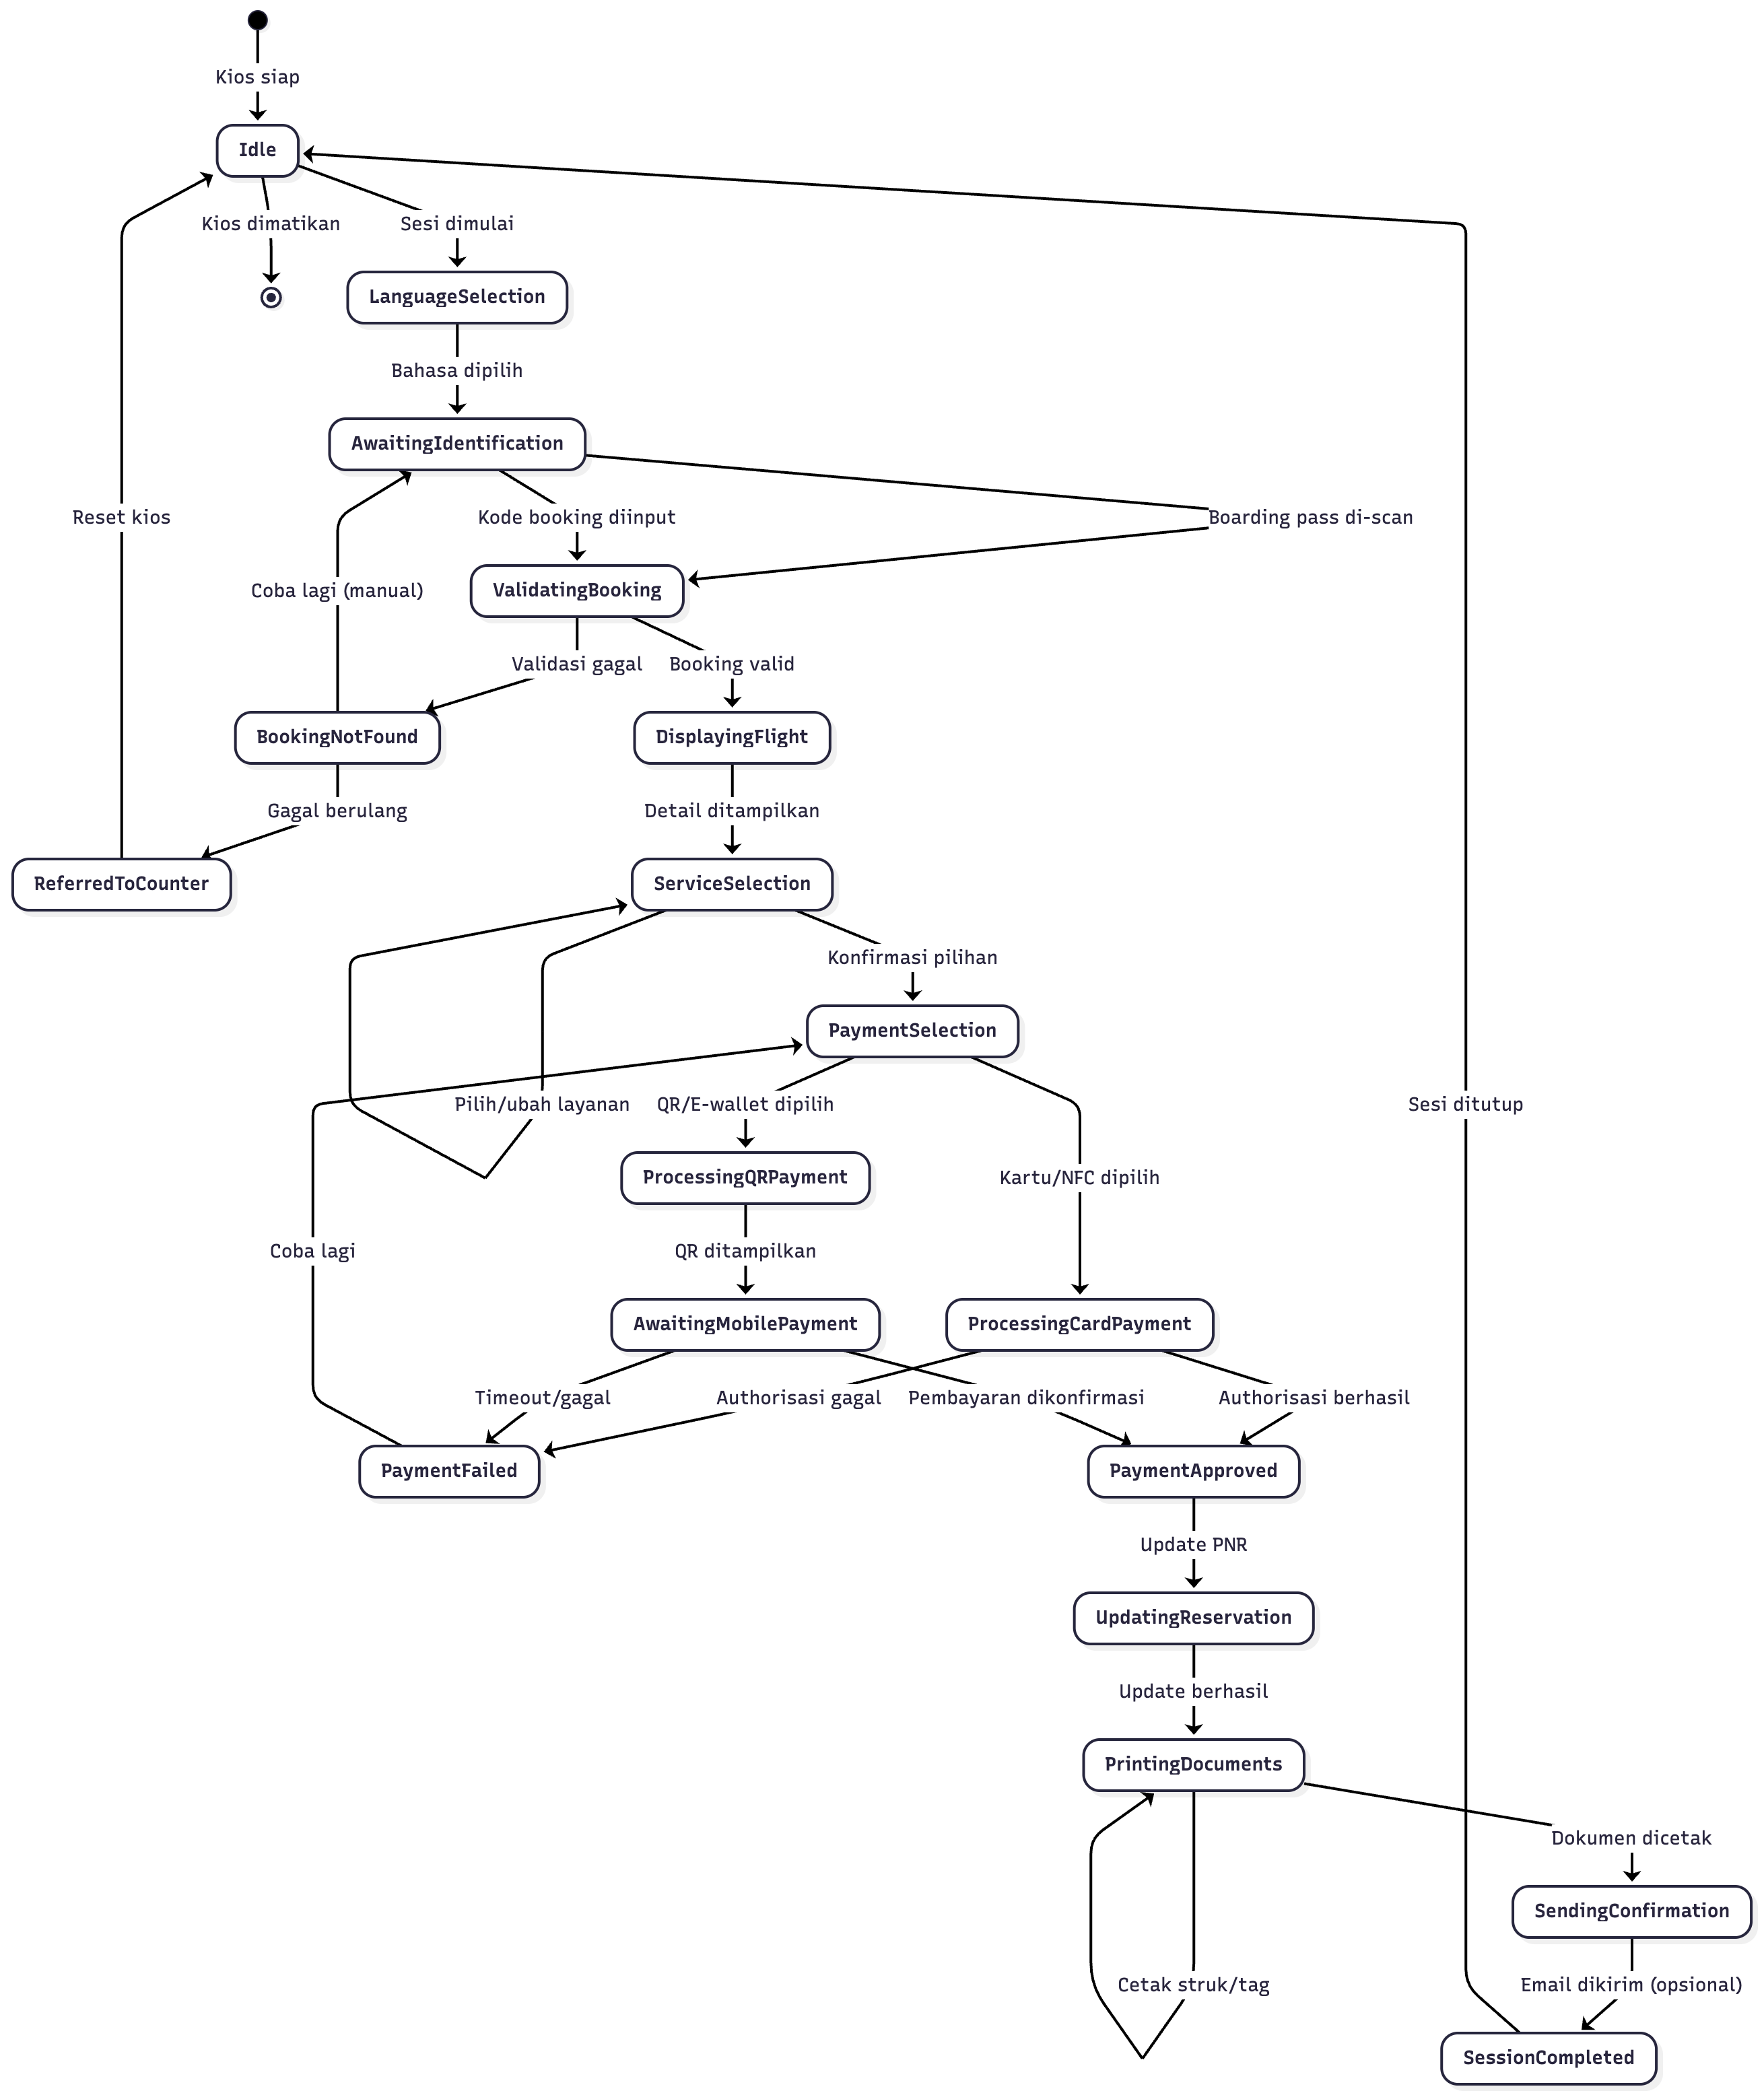 Kios siap
Idle
Kios dimatikan
Sesi dimulai
LanguageSelection
Bahasa dipilih
AwaitingIdentification
Reset kios
Kode booking diinput
Boarding pass di-scan
Coba lagi (manual)
ValidatingBooking
Validasi gagal
Booking valid
BookingNotFound
DisplayingFlight
Gagal berulang
Detail ditampilkan
ReferredToCounter
ServiceSelection
Konfirmasi pilihan
PaymentSelection
Pilih/ubah layanan
QR/E-wallet dipilih
Sesi ditutup
ProcessingQRPayment
Kartu/NFC dipilih
Coba lagi
QR ditampilkan
AwaitingMobilePayment
ProcessingCardPayment
Timeout/gagal
Authorisasi gagal
Pembayaran dikonfirmasi
Authorisasi berhasil
PaymentFailed
PaymentApproved
Update PNR
UpdatingReservation
Update berhasil
PrintingDocuments
Dokumen dicetak
SendingConfirmation
Cetak struk/tag
Email dikirim (opsional)
SessionCompleted